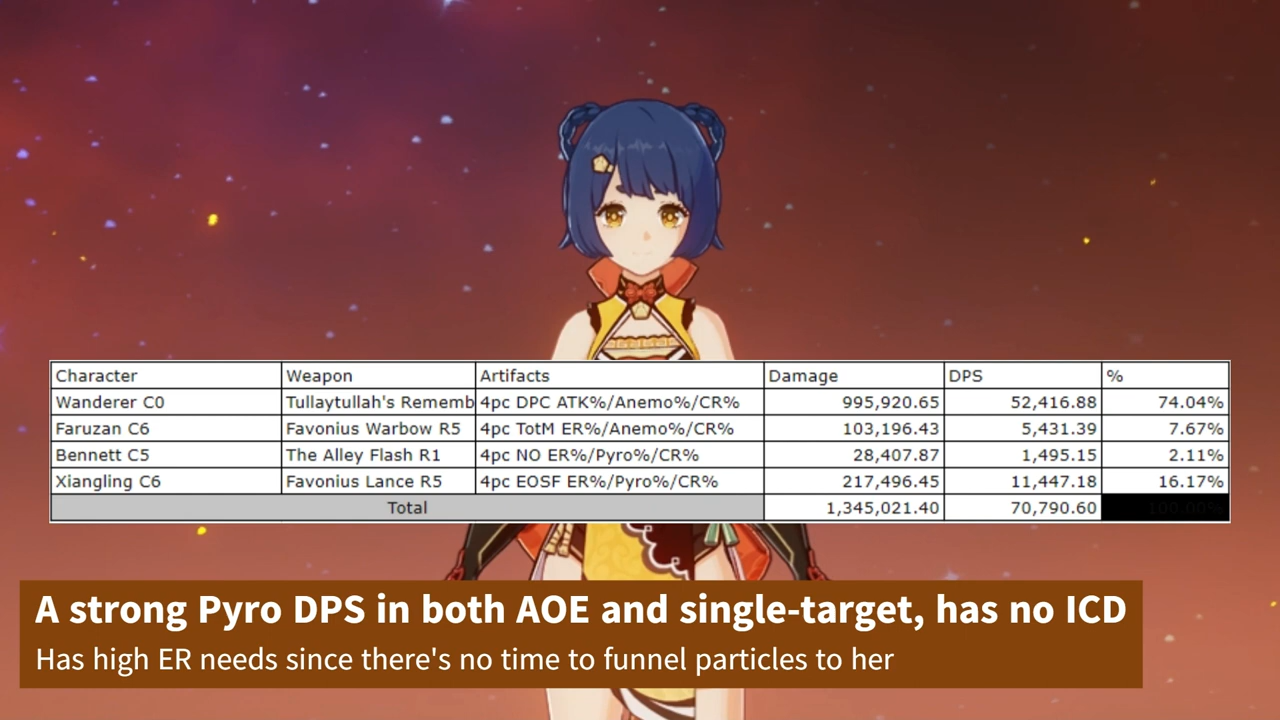 Character Weapon Artifacts Damage DPS %
Wanderer C0 Tullaytullah's Rememb 4pc DPC ATK%/Anemo%/CR% 995,920.65 52,416.88 74.04%
Faruzan C6 Favonius Warbow R5 4pc TotM ER%/Anemo%/CR% 103,196.43 5,431.39 7.67%
Bennett C5 The Alley Flash R1 4pc NO ER%/Pyro%/CR% 28,407.87 1,495.15 2.11%
Xiangling C6 Favonius Lance R5 4pc EOSF ER%/Pyro%/CR% 217,496.45 11,447.18 16.17%
Total 1,345,021.40 70,790.60 100.00%
A strong Pyro DPS in both AOE and single-target, has no ICD
Has high ER needs since there's no time to funnel particles to her